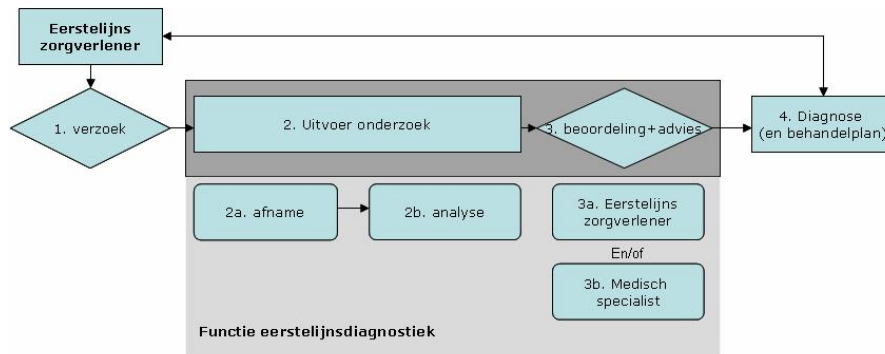 Eerstelijns
zorgverlener
1. verzoek
2. Uitvoer onderzoek
3. beoordeling+advies
4. Diagnose
(en behandelplan)
2a. afname
2b. analyse
3a. Eerstelijns
zorgverlener
En/of
3b. Medisch
specialist
Functie eerstelijnsdiagnostiek